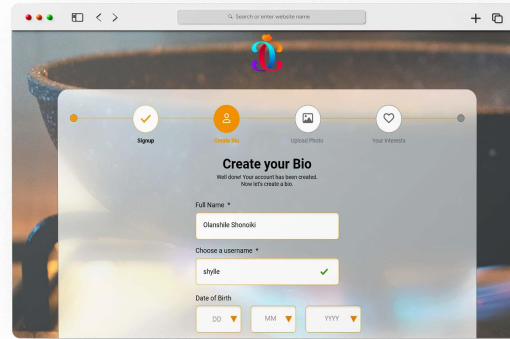 Search or enter website name
Signup
Create Bio
Upload Photo
Your Interests
Create your Bio
Well done! Your account has been created.
Now let's create a bio.
Full Name *
Olanshile Shonoiki
Choose a username *
shylle
Date of Birth
DD
MM
YYYY